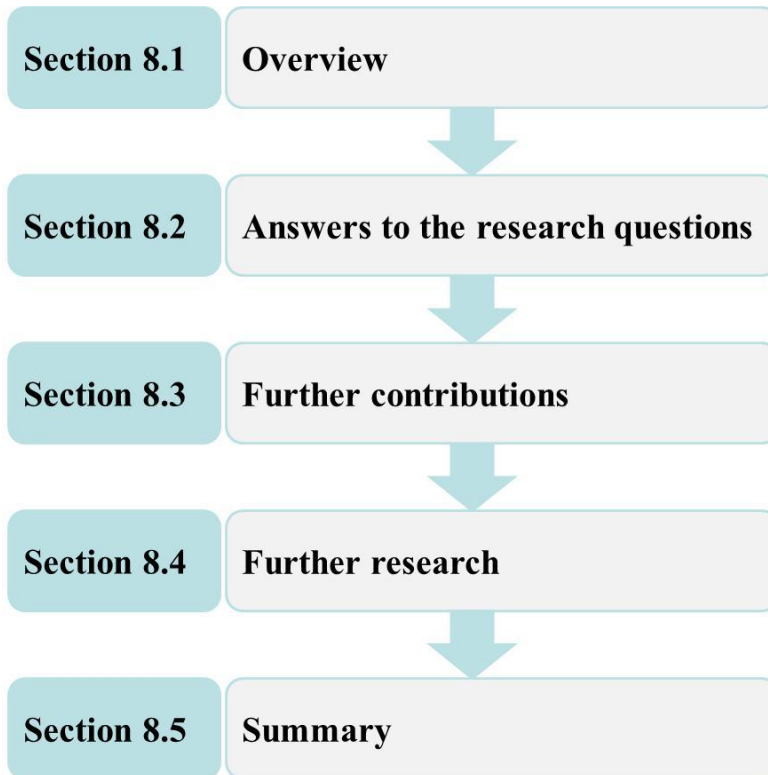 Section 8.1 Overview
Section 8.2 Answers to the research questions
Section 8.3 Further contributions
Section 8.4 Further research
Section 8.5 Summary